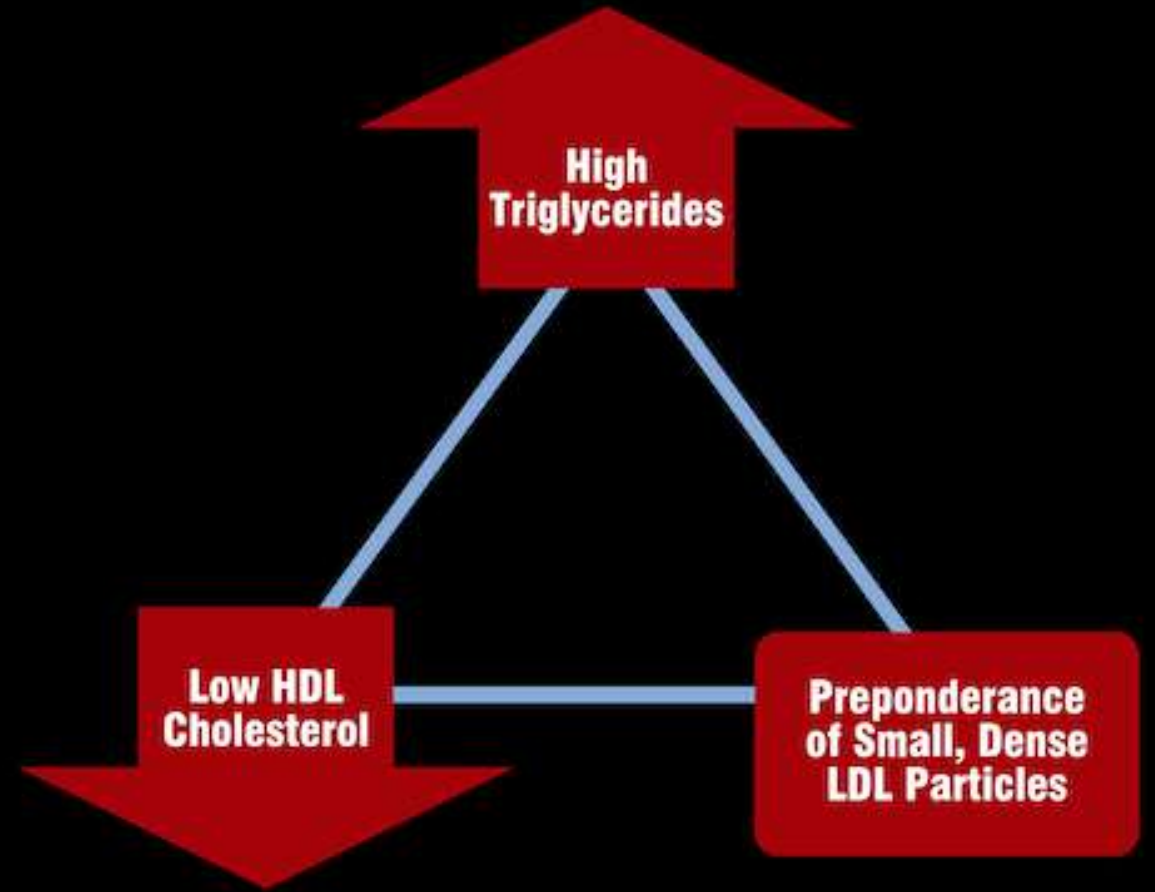 High
Triglycerides
Low HDL
Cholesterol
Preponderance
of Small, Dense
LDL Particles